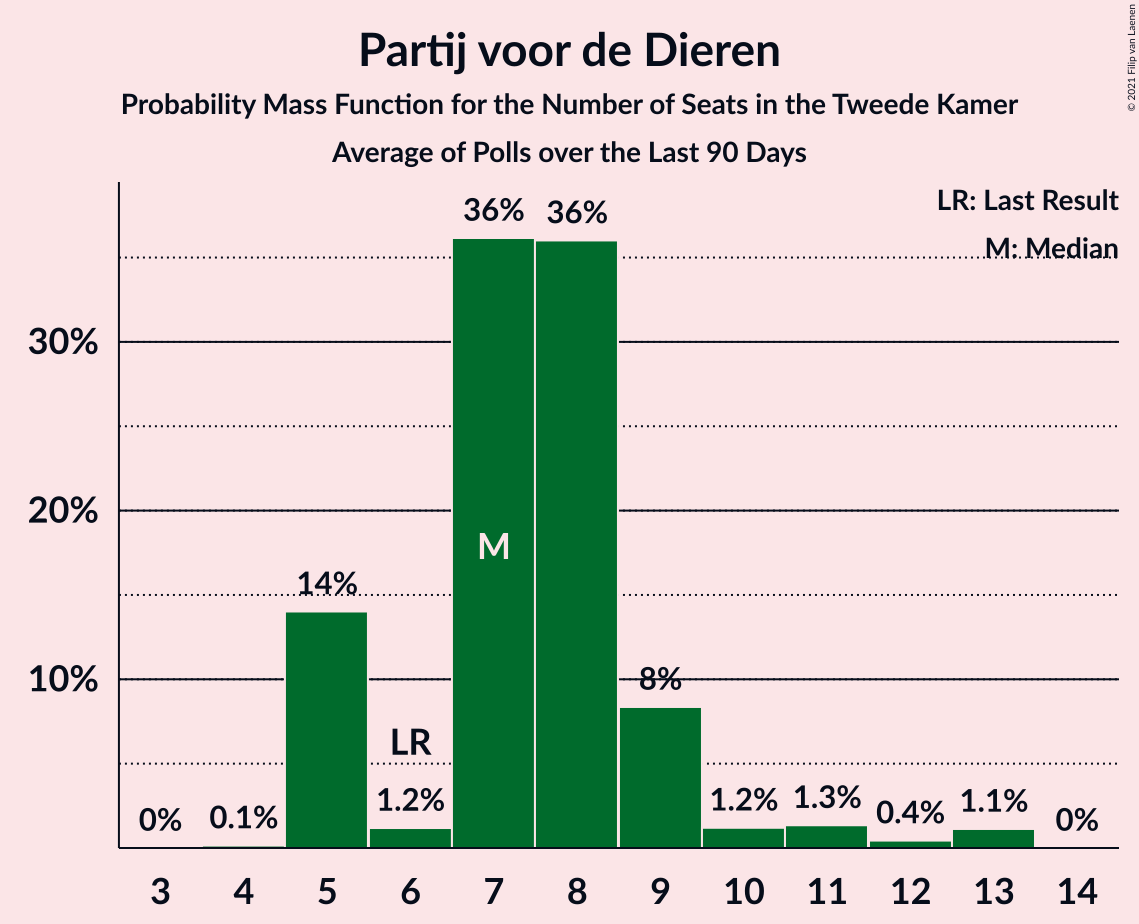 Partij voor de Dieren
Probability Mass Function for the Number of Seats in the Tweede Kamer
Average of Polls over the Last 90 Days
© 2021 Filip van Laenen
LR: Last Result
M: Median
36%
36%
30%
20%
M
14%
10%
8%
LR
0%
0.1%
1.2%
1.2%
1.3%
0.4%
1.1%
0%
3 4 5 6 7 8 9 10 11 12 13 14